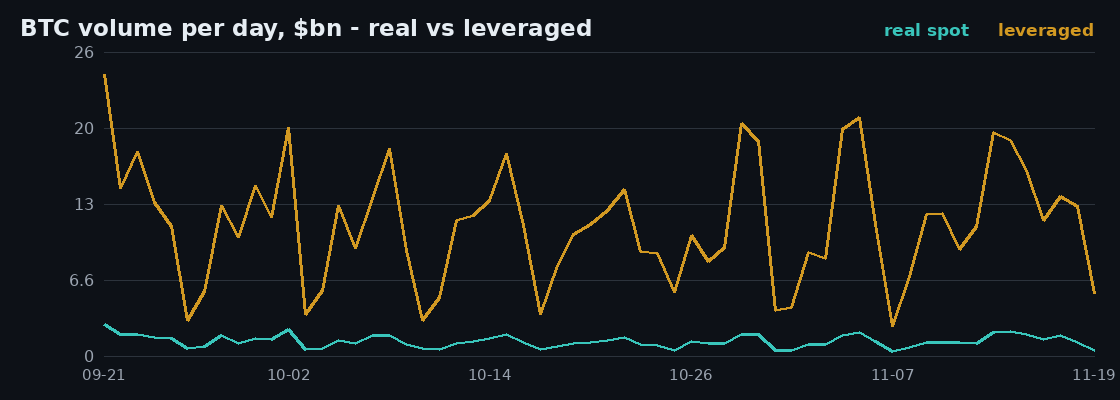 BTC volume per day, $bn - real vs leveraged
real spot leveraged
26
20
13
6.6
0
09-21 10-02 10-14 10-26 11-07 11-19